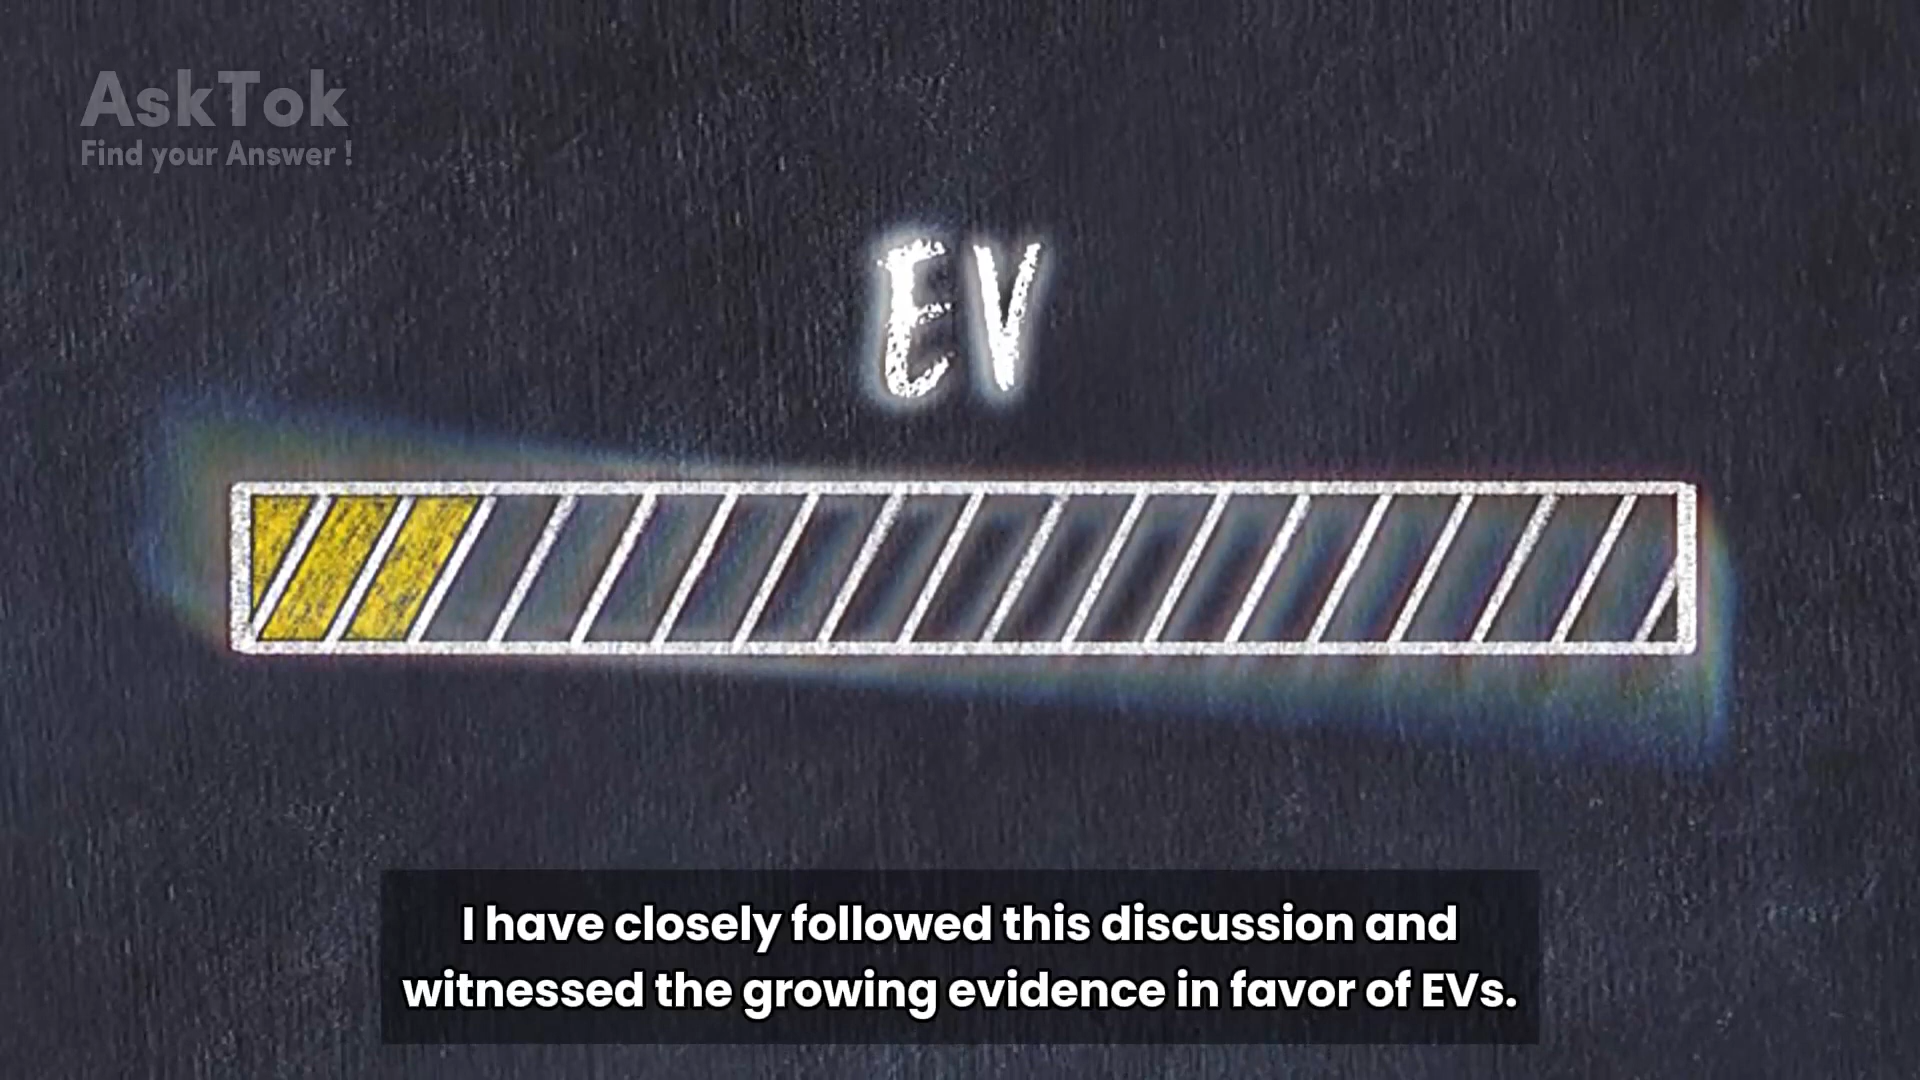 AskTok
Find your Answer !
EV
I have closely followed this discussion and
witnessed the growing evidence in favor of EVs.